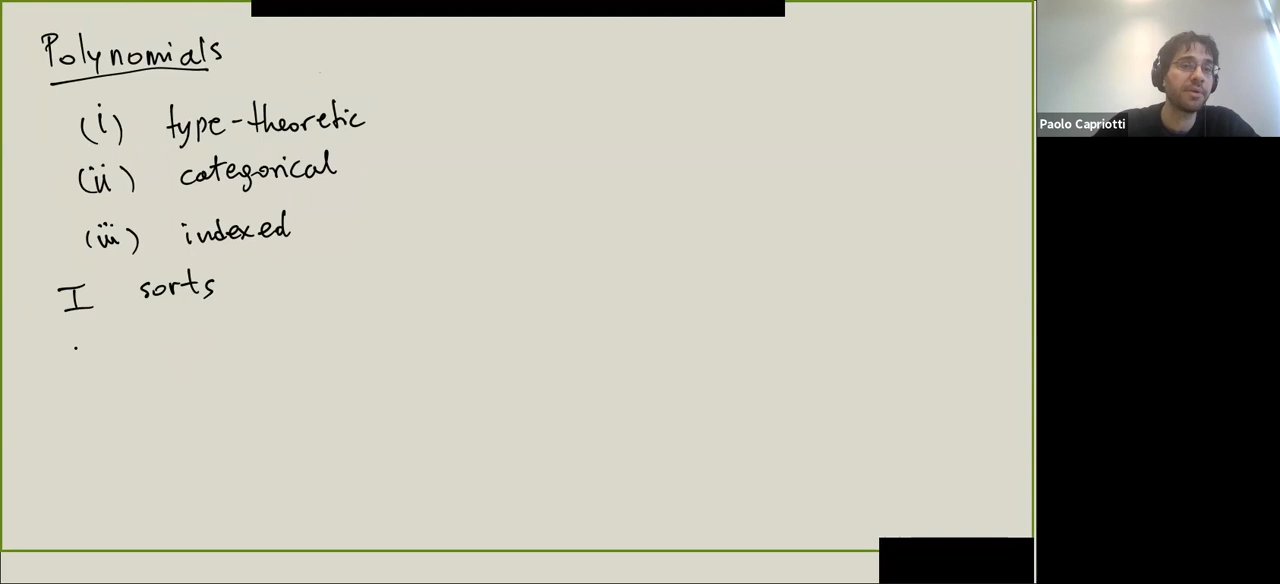 Polynomials
(i) type-theoretic
(ii) categorical
(iii) indexed
I sorts
Paolo Capriotti